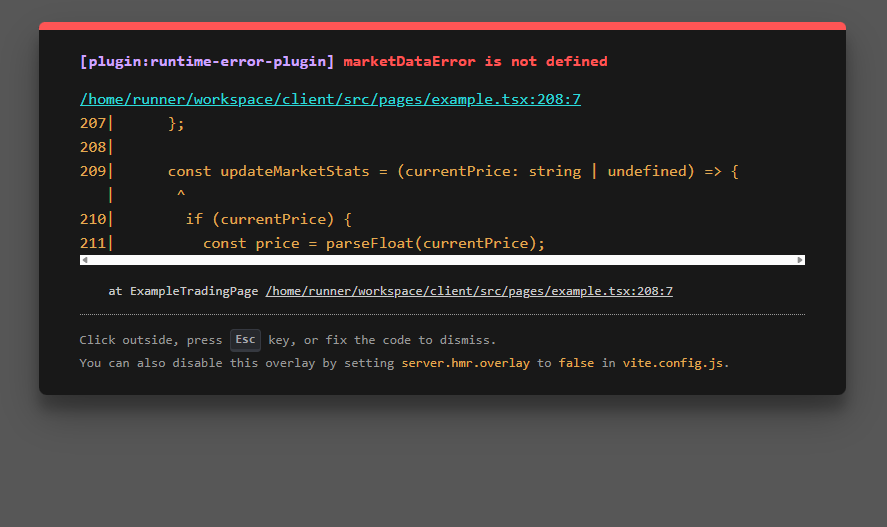 [plugin:runtime-error-plugin] marketDataError is not defined
/home/runner/workspace/client/src/pages/example.tsx:208:7
207|      };
208|
209|      const updateMarketStats = (currentPrice: string | undefined) => {
   |       ^
210|        if (currentPrice) {
211|          const price = parseFloat(currentPrice);
at ExampleTradingPage /home/runner/workspace/client/src/pages/example.tsx:208:7
Click outside, press Esc key, or fix the code to dismiss.
You can also disable this overlay by setting server.hmr.overlay to false in vite.config.js.